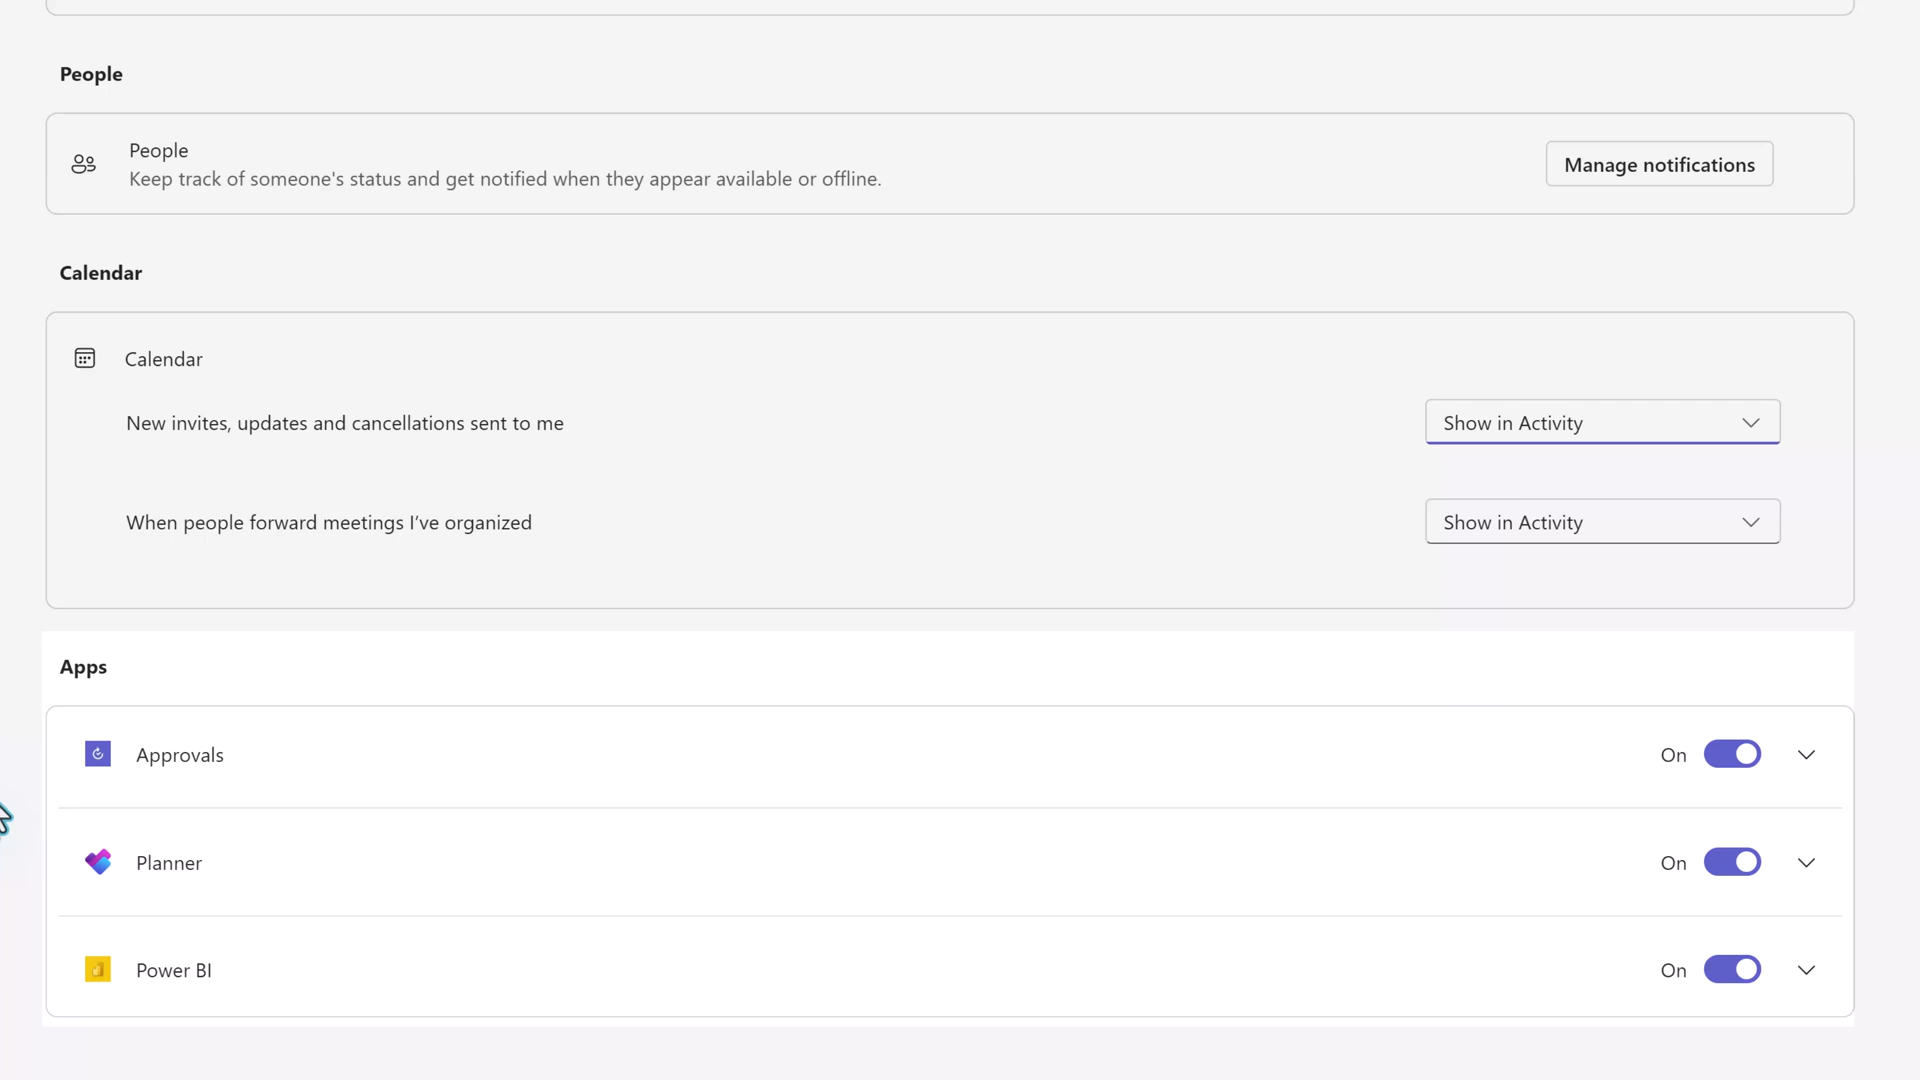 People
People
Keep track of someone's status and get notified when they appear available or offline.
Manage notifications
Calendar
Calendar
New invites, updates and cancellations sent to me
Show in Activity
When people forward meetings I’ve organized
Show in Activity
Apps
Approvals
On
Planner
On
Power BI
On